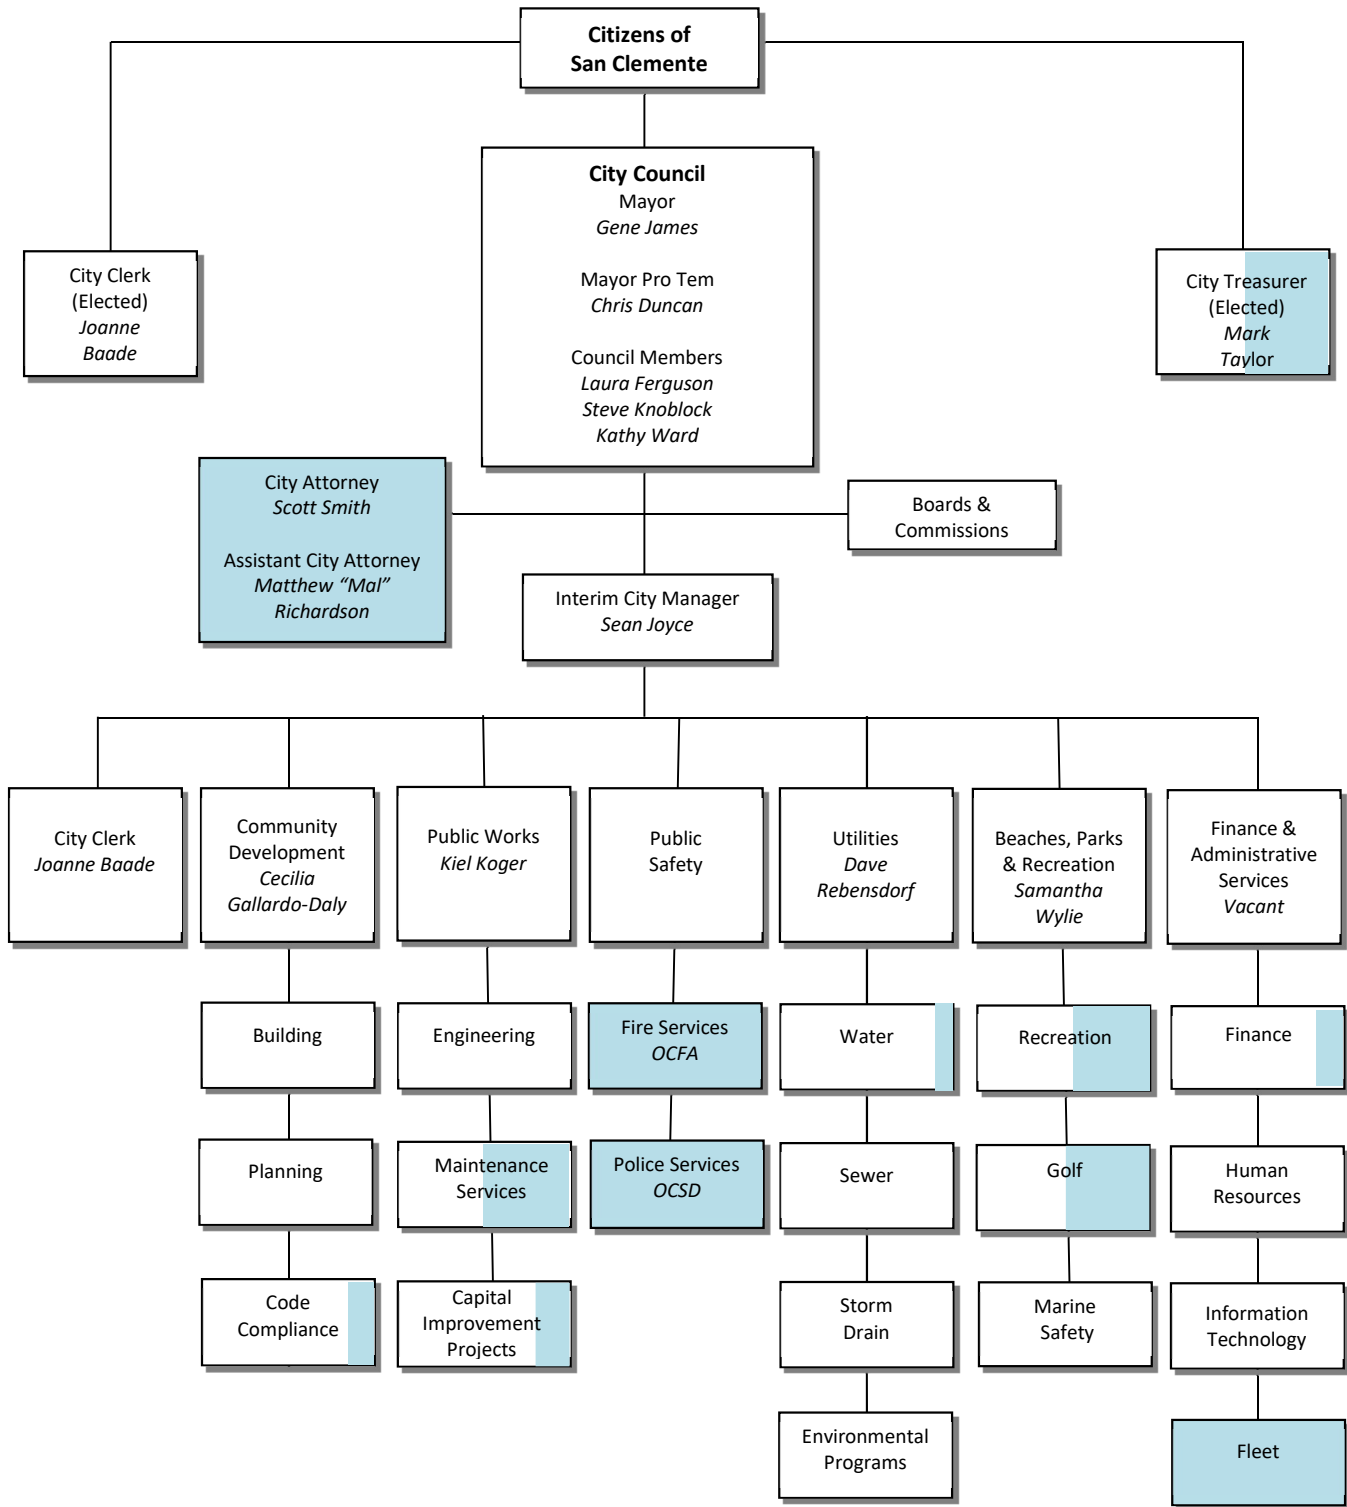 Citizens of
San Clemente
City Council
Mayor
Gene James
Mayor Pro Tem
Chris Duncan
Council Members
Laura Ferguson
Steve Knoblock
Kathy Ward
City Clerk
(Elected)
Joanne
Baade
City Treasurer
(Elected)
Mark
Taylor
City Attorney
Scott Smith
Assistant City Attorney
Matthew “Mal”
Richardson
Boards &
Commissions
Interim City Manager
Sean Joyce
City Clerk
Joanne Baade
Community
Development
Cecilia
Gallardo-Daly
Public Works
Kiel Koger
Public
Safety
Utilities
Dave
Rebensdorf
Beaches, Parks
& Recreation
Samantha
Wylie
Finance &
Administrative
Services
Vacant
Building
Engineering
Fire Services
OCFA
Water
Recreation
Finance
Planning
Maintenance
Services
Police Services
OCSD
Sewer
Golf
Human
Resources
Code
Compliance
Capital
Improvement
Projects
Storm
Drain
Marine
Safety
Information
Technology
Environmental
Programs
Fleet